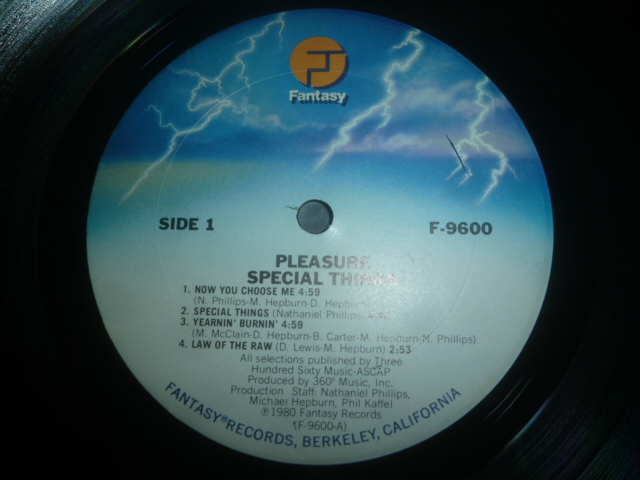 Fantasy
SIDE 1
F-9600
PLEASURE
SPECIAL THINGS
1. NOW YOU CHOOSE ME 4:59
(N. Phillips-M. Hepburn-D. Hepburn)
2. SPECIAL THINGS (Nathaniel Phillips)
3. YEARNIN' BURNIN' 4:59
(M. McClain-D. Hepburn-B. Carter-M. Hepburn-N. Phillips)
4. LAW OF THE RAW (D. Lewis-M. Hepburn) 2:53
All selections published by Three
Hundred Sixty Music-ASCAP
Produced by 360° Music, Inc.
Production Staff: Nathaniel Phillips,
Michael Hepburn, Phil Kaffel
℗1980 Fantasy Records
(F-9600-A)
FANTASY® RECORDS, BERKELEY, CALIFORNIA